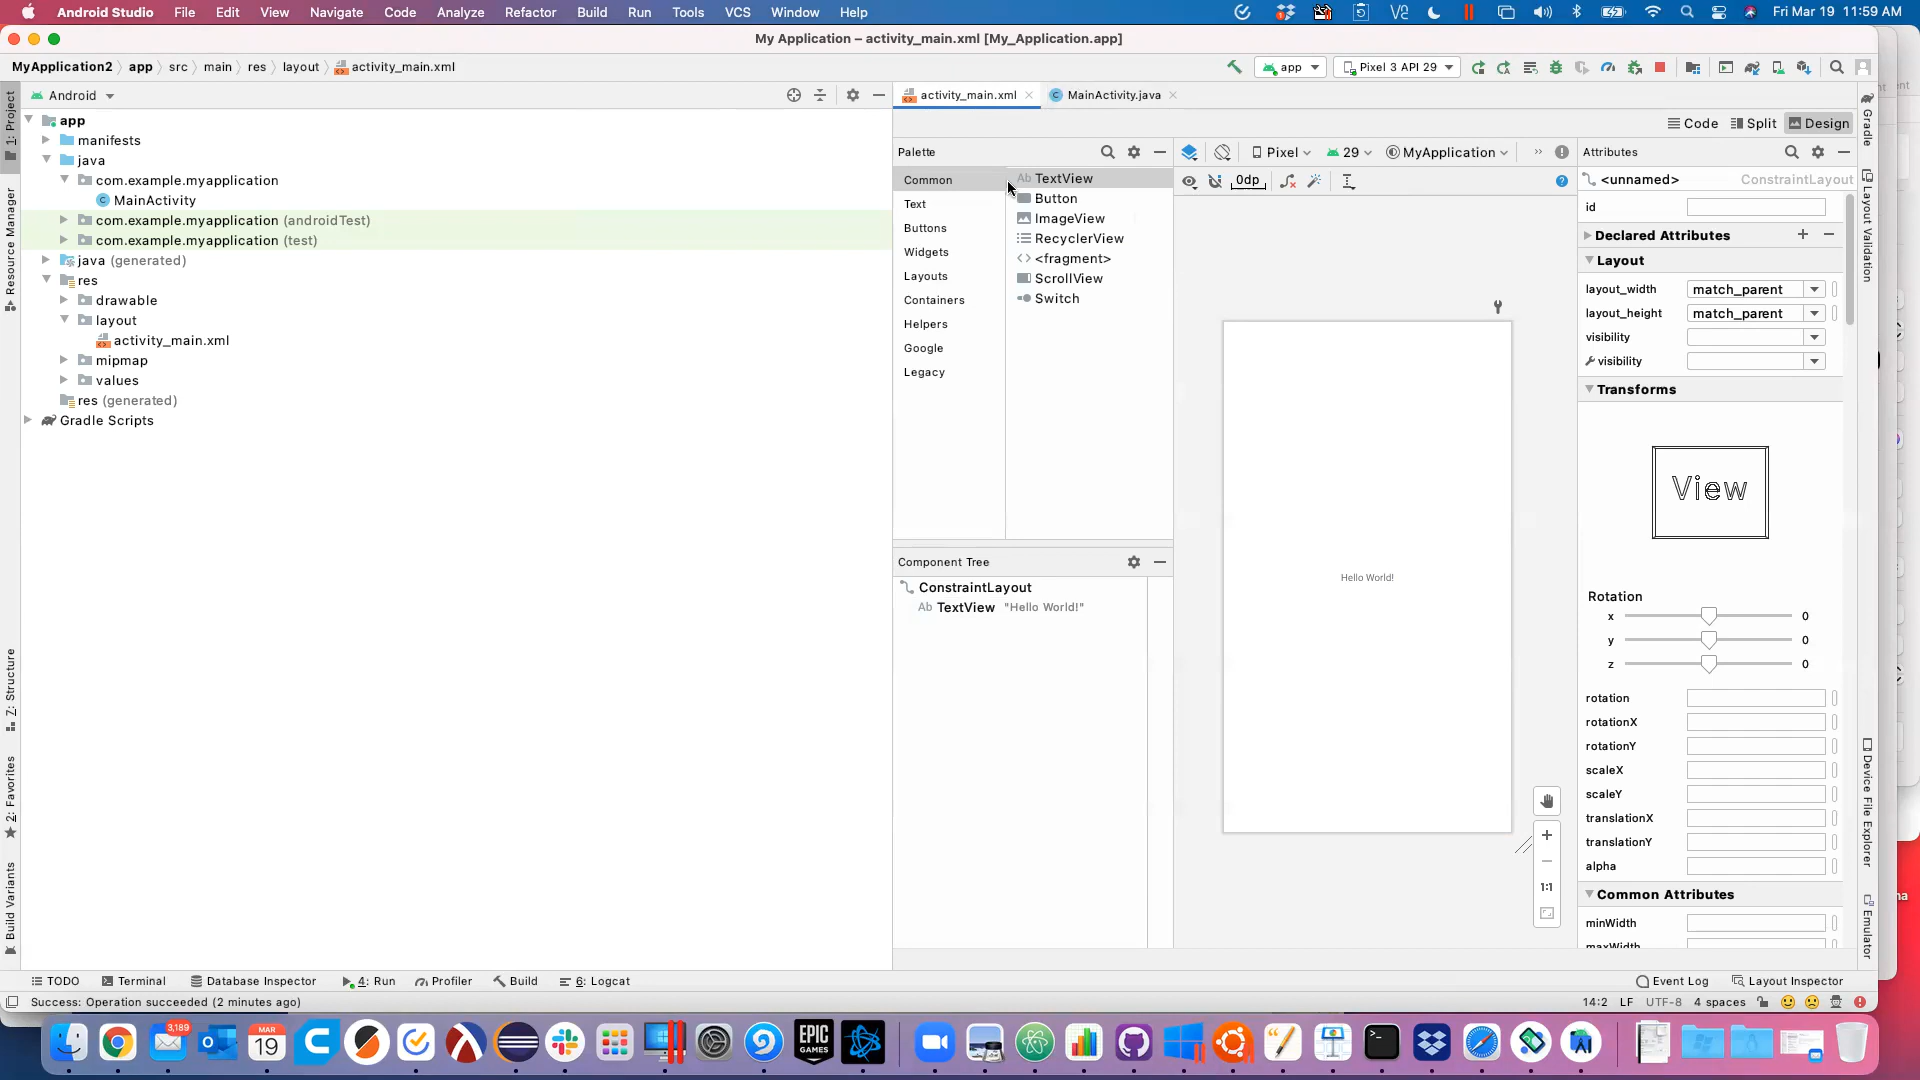 Android Studio File Edit View Navigate Code Analyze Refactor Build Run Tools VCS Window Help Fri Mar 19 11:59 AM
My Application – activity_main.xml [My_Application.app]
MyApplication2 app src main res layout activity_main.xml app Pixel 3 API 29
1: Project
Resource Manager
Z: Structure
2: Favorites
Build Variants
Android
app
manifests
java
com.example.myapplication
MainActivity
com.example.myapplication (androidTest)
com.example.myapplication (test)
java (generated)
res
drawable
layout
activity_main.xml
mipmap
values
res (generated)
Gradle Scripts
activity_main.xml MainActivity.java
Code Split Design
Palette
Common
Text
Buttons
Widgets
Layouts
Containers
Helpers
Google
Legacy
Ab TextView
Button
ImageView
RecyclerView
<fragment>
ScrollView
Switch
Component Tree
ConstraintLayout
Ab TextView "Hello World!"
Pixel 29 MyApplication
0dp
Hello World!
1:1
Attributes
<unnamed> ConstraintLayout
id
Declared Attributes
Layout
layout_width match_parent
layout_height match_parent
visibility
visibility
Transforms
View
Rotation
x 0
y 0
z 0
rotation
rotationX
rotationY
scaleX
scaleY
translationX
translationY
alpha
Common Attributes
minWidth
maxWidth
Gradle
Layout Validation
Device File Explorer
Emulator
TODO Terminal Database Inspector 4: Run Profiler Build 6: Logcat Event Log Layout Inspector
Success: Operation succeeded (2 minutes ago) 14:2 LF UTF-8 4 spaces
3,189
MAR
19
EPIC
GAMES